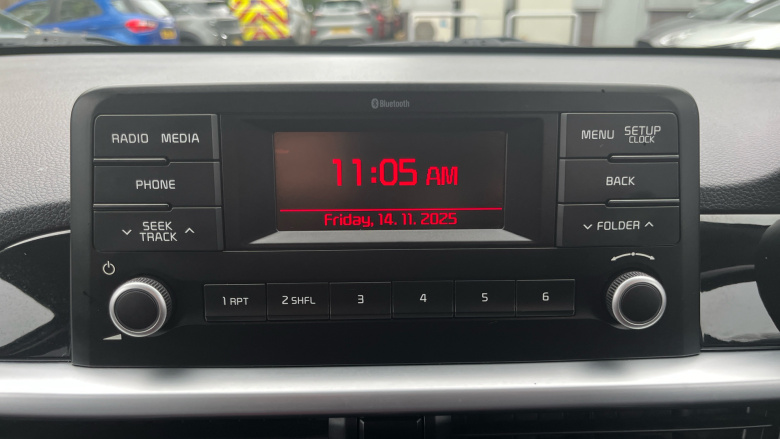 Bluetooth
RADIO MEDIA
PHONE
SEEK
TRACK
11:05 AM
Friday, 14. 11. 2025
MENU SETUP
CLOCK
BACK
FOLDER
1 RPT 2 SHFL 3 4 5 6